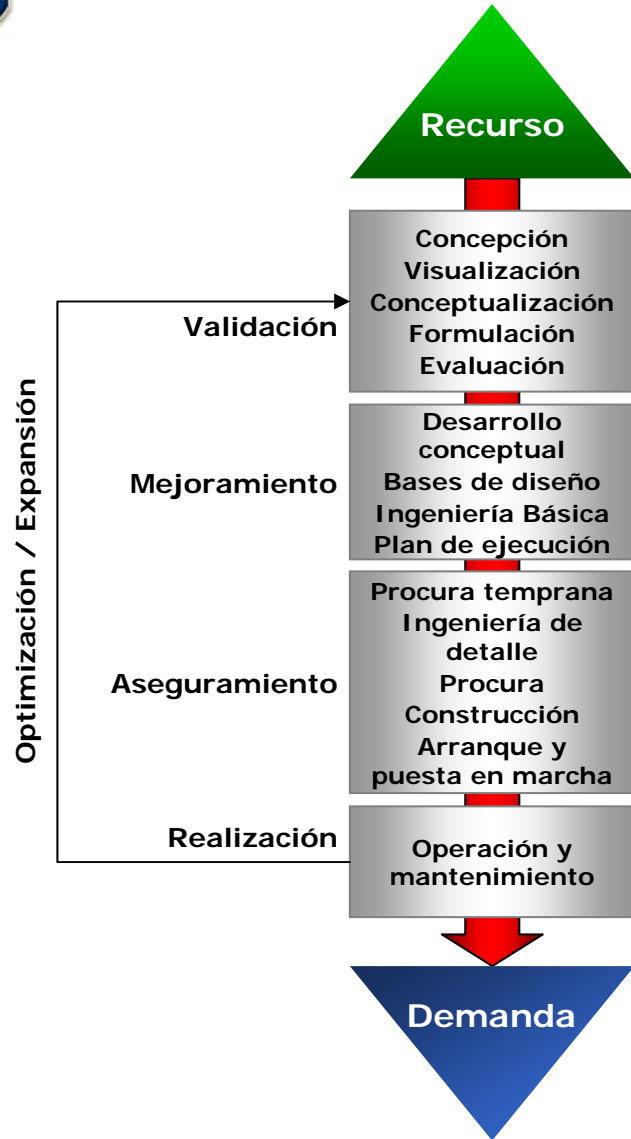 Recurso
Concepción
Visualización
Conceptualización
Formulación
Evaluación
Validación
Desarrollo
conceptual
Bases de diseño
Ingeniería Básica
Plan de ejecución
Mejoramiento
Procura temprana
Ingeniería de
detalle
Procura
Construcción
Arranque y
puesta en marcha
Aseguramiento
Operación y
mantenimiento
Realización
Optimización / Expansión
Demanda